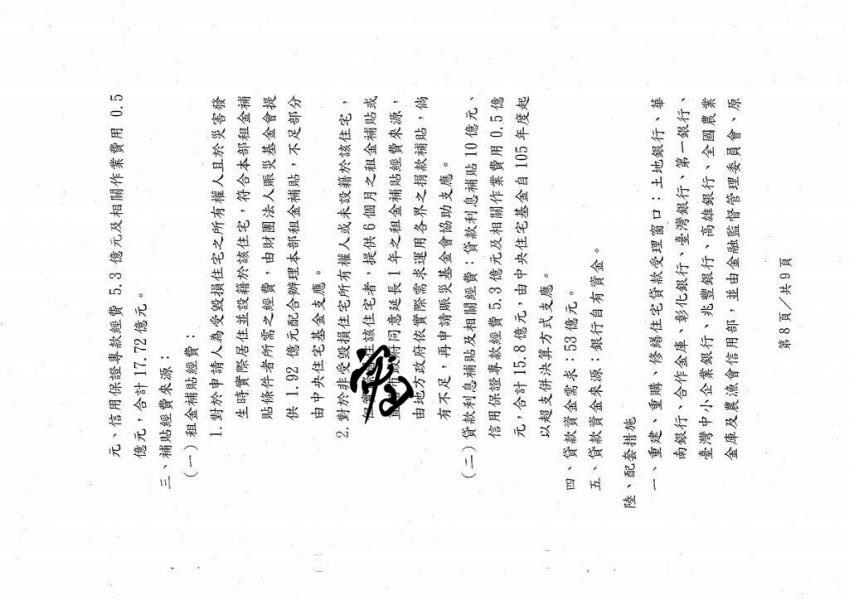 元、信用保證專款經費 5.3 億元及相關作業費用 0.5
億元，合計 17.72 億元。
三、補貼經費來源：
(一)租金補貼經費：
1.對於申請人為受毀損住宅之所有權人且於災害發
生時實際居住並設籍於該住宅，符合本部租金補
貼條件者所需之經費，由財團法人賑災基金會提
供 1.92 億元配合辦理本部租金補貼，不足部分
由中央住宅基金支應。
2.對於非受毀損住宅所有權人或未設籍於該住宅，
住該住宅者，提供 6 個月之租金補貼或
府同意延長 1 年之租金補貼經費來源，
由地方政府依實際需求運用各界之捐款補貼，倘
有不足，再申請賑災基金會協助支應。
(二)貸款利息補貼及相關經費：貸款利息補貼 10 億元、
信用保證專款經費 5.3 億元及相關作業費用 0.5 億
元，合計 15.8 億元，由中央住宅基金自 105 年度起
以超支併決算方式支應。
四、貸款資金需求：53 億元。
五、貸款資金來源：銀行自有資金。
陸、配套措施
一、重建、重購、修繕住宅貸款受理窗口：土地銀行、華
南銀行、合作金庫、彰化銀行、臺灣銀行、第一銀行、
臺灣中小企業銀行、兆豐銀行、高雄銀行、全國農業
金庫及農漁會信用部，並由金融監督管理委員會、原
第 8 頁／共 9 頁